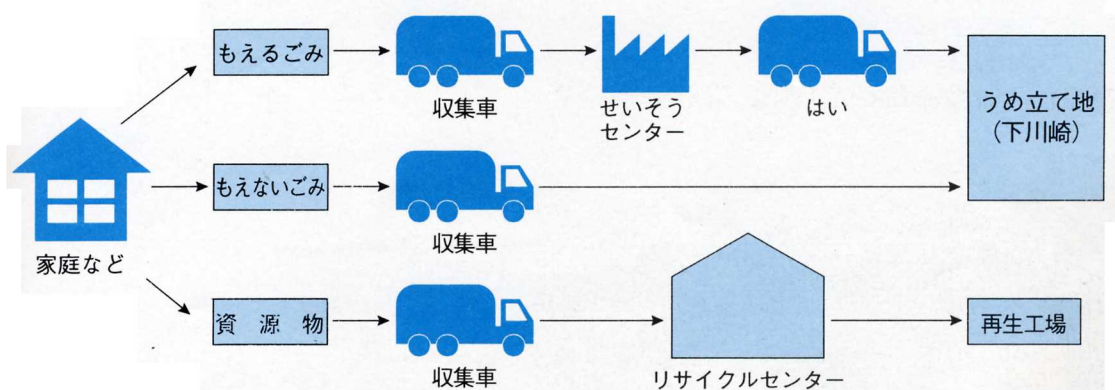 もえるごみ
収集車
せいそう
センター
はい
うめ立て地
(下川崎)
もえないごみ
収集車
家庭など
資源物
収集車
リサイクルセンター
再生工場